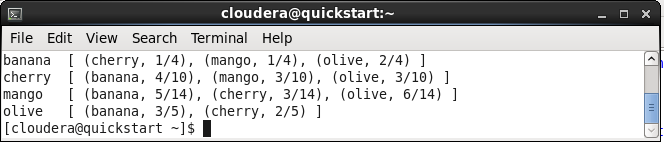 cloudera@quickstart:~
File Edit View Search Terminal Help
banana [ (cherry, 1/4), (mango, 1/4), (olive, 2/4) ]
cherry [ (banana, 4/10), (mango, 3/10), (olive, 3/10) ]
mango [ (banana, 5/14), (cherry, 3/14), (olive, 6/14) ]
olive [ (banana, 3/5), (cherry, 2/5) ]
[cloudera@quickstart ~]$